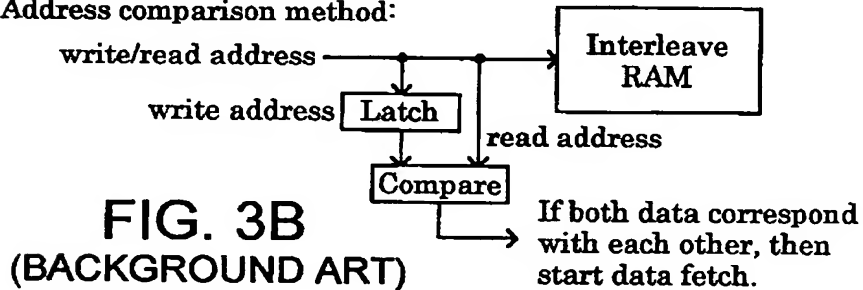 Address comparison method:
write/read address
Interleave
RAM
write address
Latch
read address
Compare
FIG. 3B
(BACKGROUND ART)
If both data correspond
with each other, then
start data fetch.